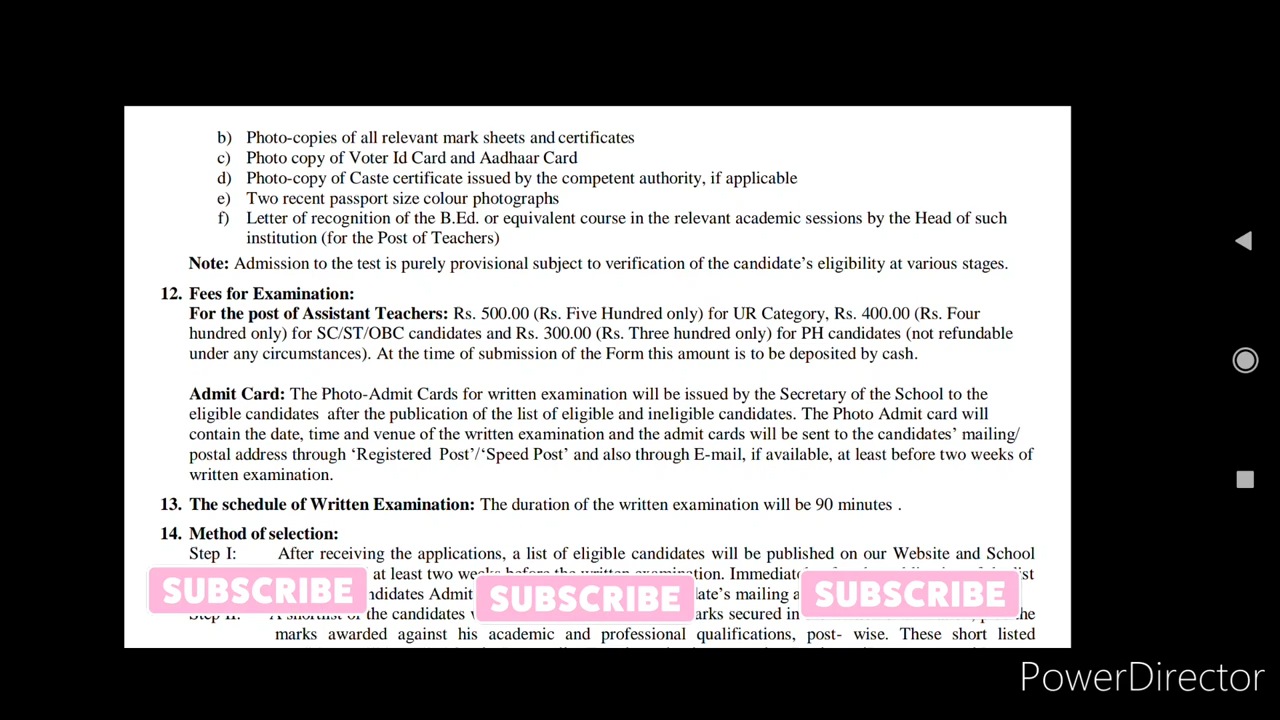 b) Photo-copies of all relevant mark sheets and certificates
c) Photo copy of Voter Id Card and Aadhaar Card
d) Photo-copy of Caste certificate issued by the competent authority, if applicable
e) Two recent passport size colour photographs
f) Letter of recognition of the B.Ed. or equivalent course in the relevant academic sessions by the Head of such
institution (for the Post of Teachers)
Note: Admission to the test is purely provisional subject to verification of the candidate’s eligibility at various stages.
12. Fees for Examination:
For the post of Assistant Teachers: Rs. 500.00 (Rs. Five Hundred only) for UR Category, Rs. 400.00 (Rs. Four
hundred only) for SC/ST/OBC candidates and Rs. 300.00 (Rs. Three hundred only) for PH candidates (not refundable
under any circumstances). At the time of submission of the Form this amount is to be deposited by cash.
Admit Card: The Photo-Admit Cards for written examination will be issued by the Secretary of the School to the
eligible candidates after the publication of the list of eligible and ineligible candidates. The Photo Admit card will
contain the date, time and venue of the written examination and the admit cards will be sent to the candidates’ mailing/
postal address through ‘Registered Post’/‘Speed Post’ and also through E-mail, if available, at least before two weeks of
written examination.
13. The schedule of Written Examination: The duration of the written examination will be 90 minutes .
14. Method of selection:
Step I: After receiving the applications, a list of eligible candidates will be published on our Website and School
at least two weeks before the written examination.
Admit
mailing
SUBSCRIBE SUBSCRIBE SUBSCRIBE
Step II: A shortlist of the candidates secured in the
marks awarded against his academic and professional qualifications, post- wise. These short listed
PowerDirector